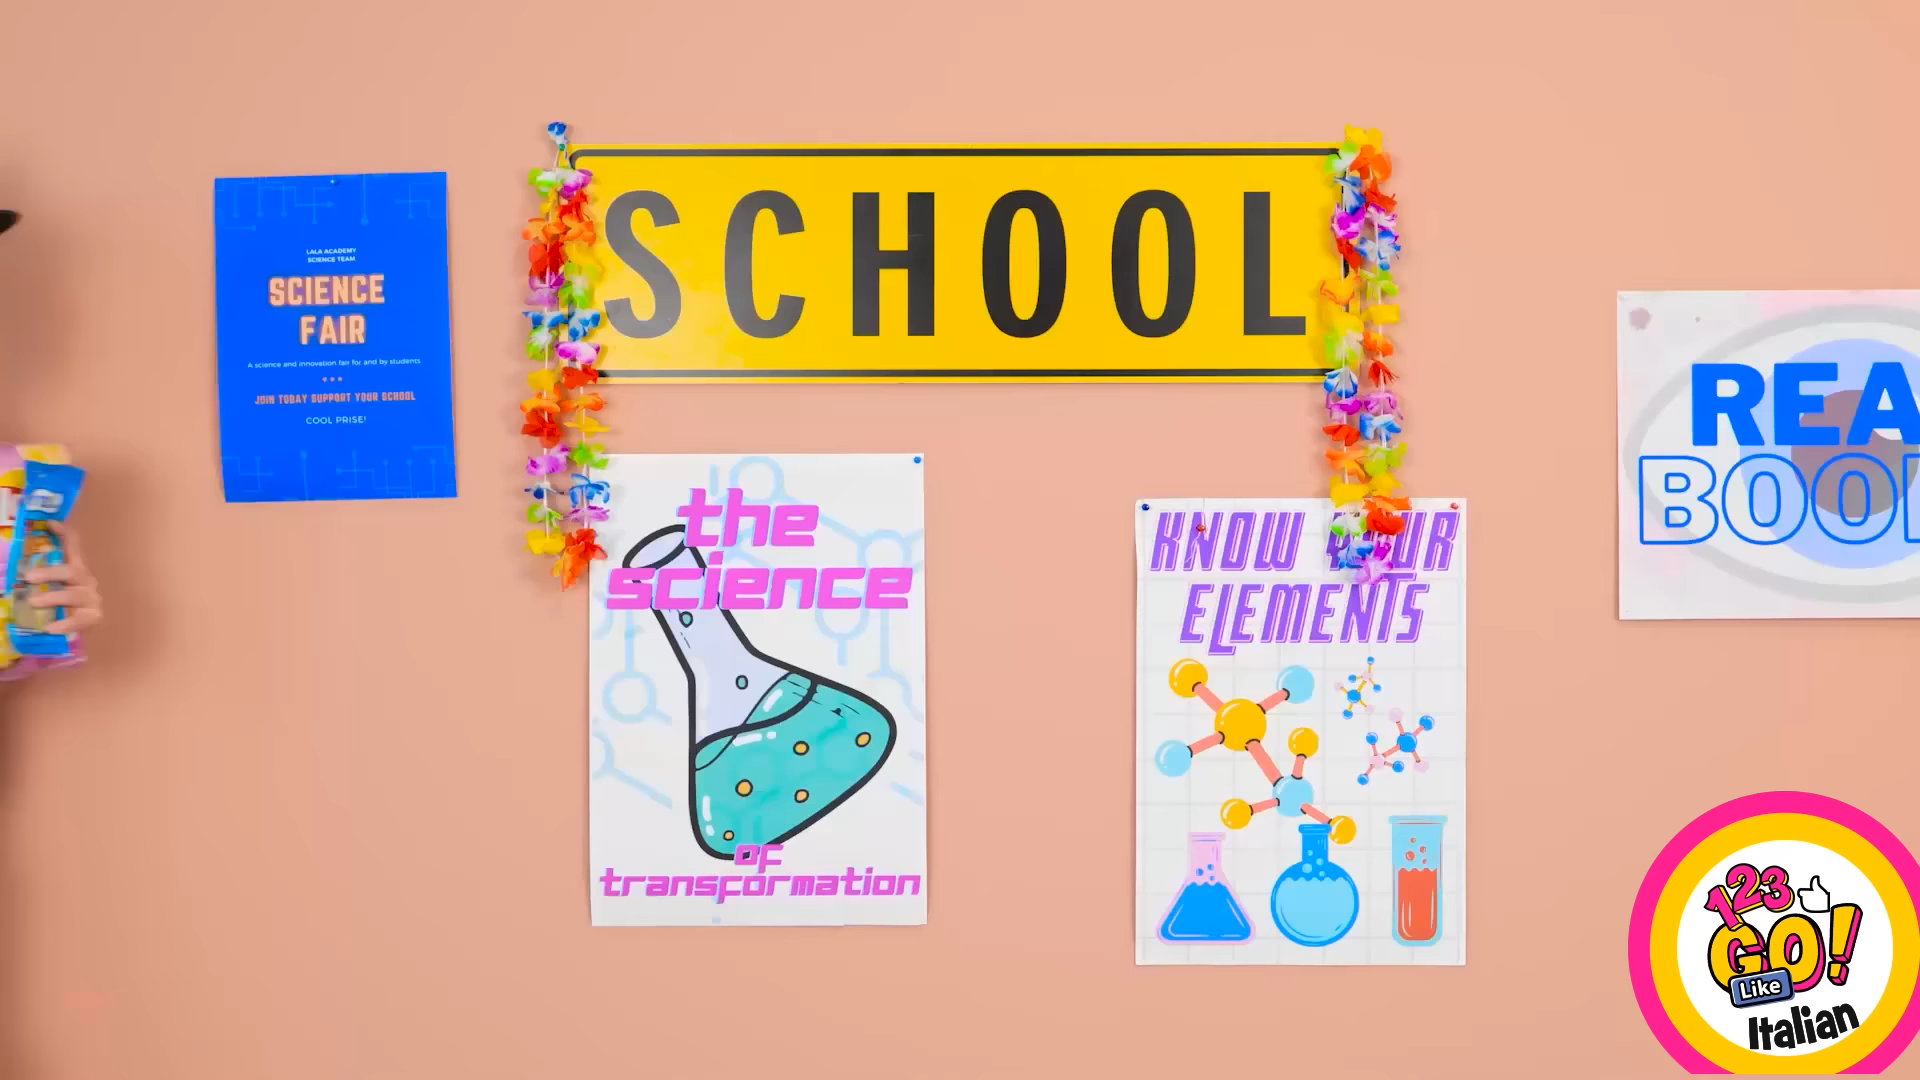 LALA ACADEMY
SCIENCE TEAM
SCIENCE
FAIR
A science and innovation fair for and by students
JOIN TODAY SUPPORT YOUR SCHOOL
COOL PRISE!
SCHOOL
the
science
of
transformation
KNOW YOUR
ELEMENTS
REA
BOO
123
GO!
Like
Italian